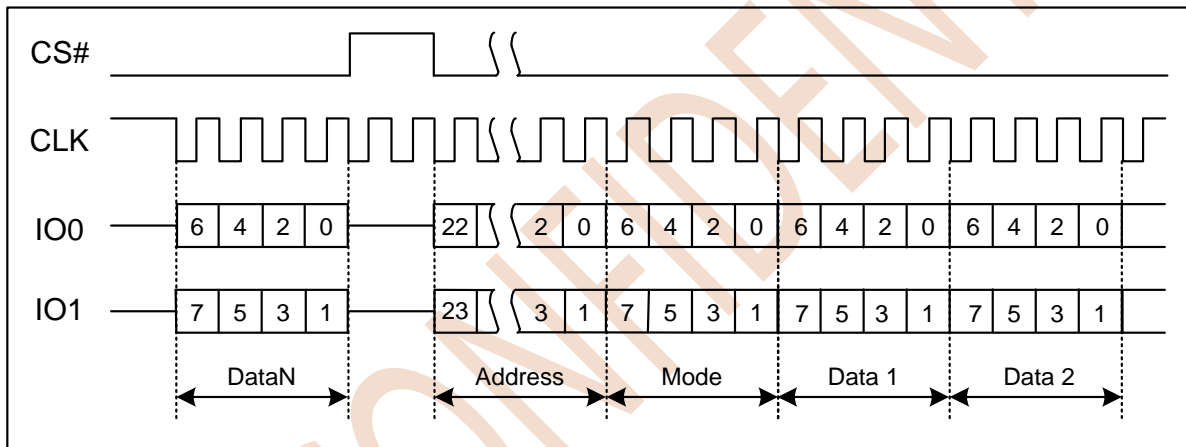 CS#
CLK
IO0 6 4 2 0 22 2 0 6 4 2 0 6 4 2 0 6 4 2 0
IO1 7 5 3 1 23 3 1 7 5 3 1 7 5 3 1 7 5 3 1
DataN Address Mode Data 1 Data 2
CONFIDENT